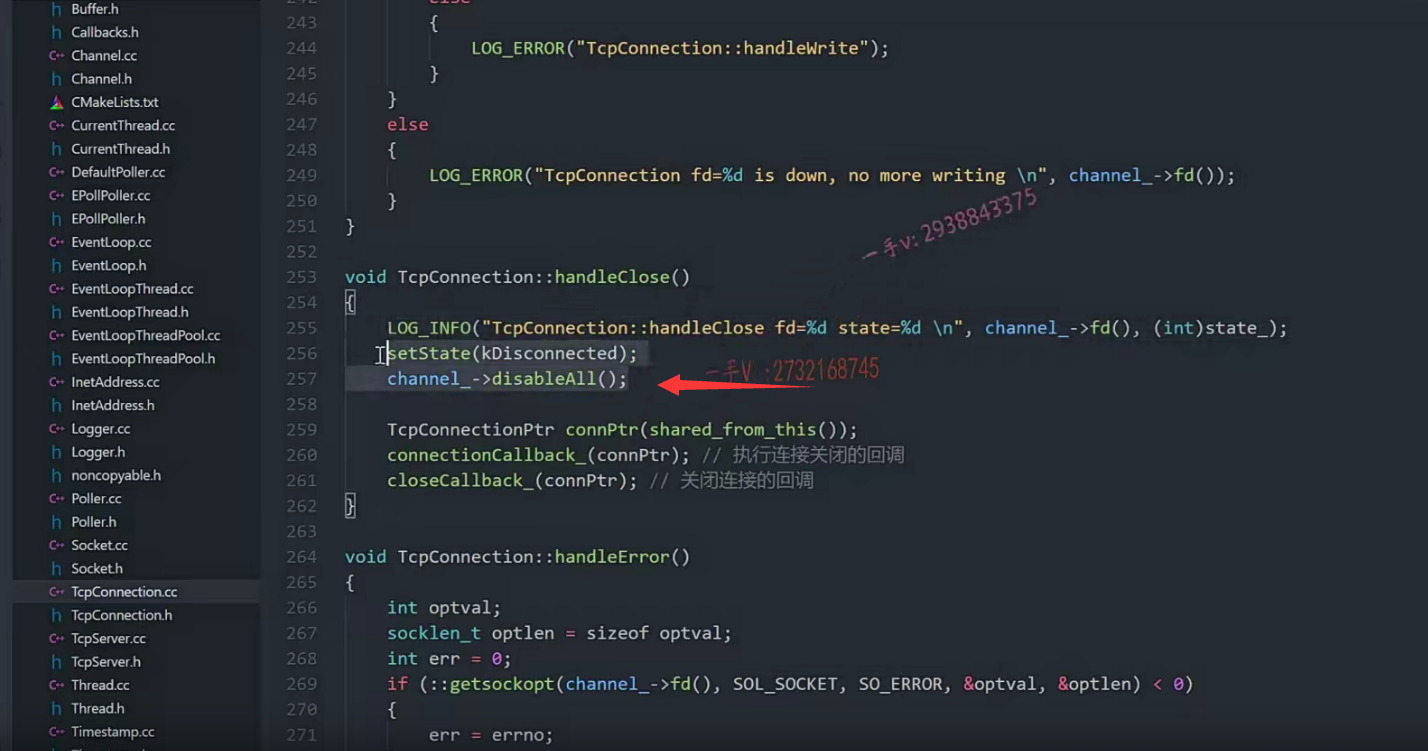 Buffer.h
Callbacks.h
Channel.cc
Channel.h
CMakeLists.txt
CurrentThread.cc
CurrentThread.h
DefaultPoller.cc
EPollPoller.cc
EPollPoller.h
EventLoop.cc
EventLoop.h
EventLoopThread.cc
EventLoopThread.h
EventLoopThreadPool.cc
EventLoopThreadPool.h
InetAddress.cc
InetAddress.h
Logger.cc
Logger.h
noncopyable.h
Poller.cc
Poller.h
Socket.cc
Socket.h
TcpConnection.cc
TcpConnection.h
TcpServer.cc
TcpServer.h
Thread.cc
Thread.h
Timestamp.cc
242 else
243 {
244 LOG_ERROR("TcpConnection::handleWrite");
245 }
246 }
247 else
248 {
249 LOG_ERROR("TcpConnection fd=%d is down, no more writing \n", channel_->fd());
250 }
251 }
252
253 void TcpConnection::handleClose()
254 {
255 LOG_INFO("TcpConnection::handleClose fd=%d state=%d \n", channel_->fd(), (int)state_);
256 setState(kDisconnected);
257 channel_->disableAll();
258
259 TcpConnectionPtr connPtr(shared_from_this());
260 connectionCallback_(connPtr); // 执行连接关闭的回调
261 closeCallback_(connPtr); // 关闭连接的回调
262 }
263
264 void TcpConnection::handleError()
265 {
266 int optval;
267 socklen_t optlen = sizeof optval;
268 int err = 0;
269 if (::getsockopt(channel_->fd(), SOL_SOCKET, SO_ERROR, &optval, &optlen) < 0)
270 {
271 err = errno;
一手v: 2938843375
一手V :2732168745